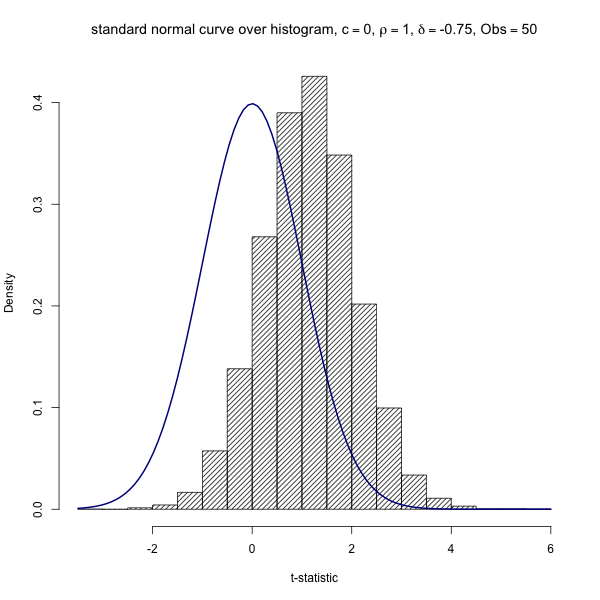 standard normal curve over histogram, c = 0, ρ = 1, δ = -0.75, Obs = 50
0.4
0.3
0.2
0.1
0.0
Density
-2 0 2 4 6
t-statistic